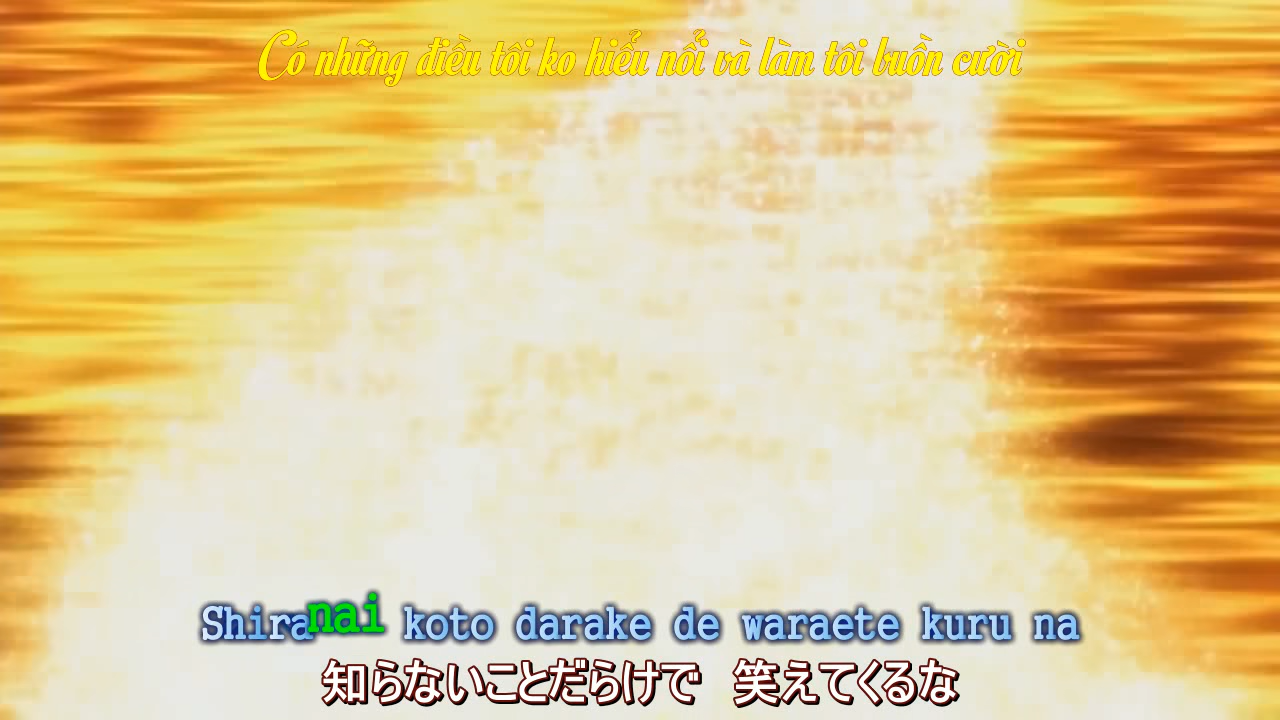 Có những điều tôi ko hiểu nổi và làm tôi buồn cười
Shiranai koto darake de waraete kuru na
知らないことだらけで 笑えてくるな